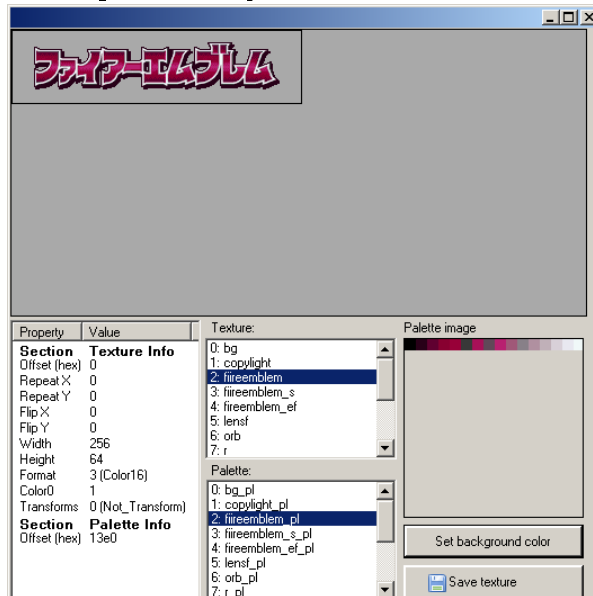 ファイアーエムブレム
Property Value
Section Texture Info
Offset (hex) 0
Repeat X 0
Repeat Y 0
Flip X 0
Flip Y 0
Width 256
Height 64
Format 3 (Color16)
Color0 1
Transforms 0 (Not_Transform)
Section Palette Info
Offset (hex) 13e0
Texture:
0: bg
1: copylight
2: fiireemblem
3: fiireemblem_s
4: fireemblem_ef
5: lensf
6: orb
7: r
Palette:
0: bg_pl
1: copylight_pl
2: fiireemblem_pl
3: fiireemblem_s_pl
4: fireemblem_ef_pl
5: lensf_pl
6: orb_pl
7: r_pl
Palette image
Set background color
Save texture